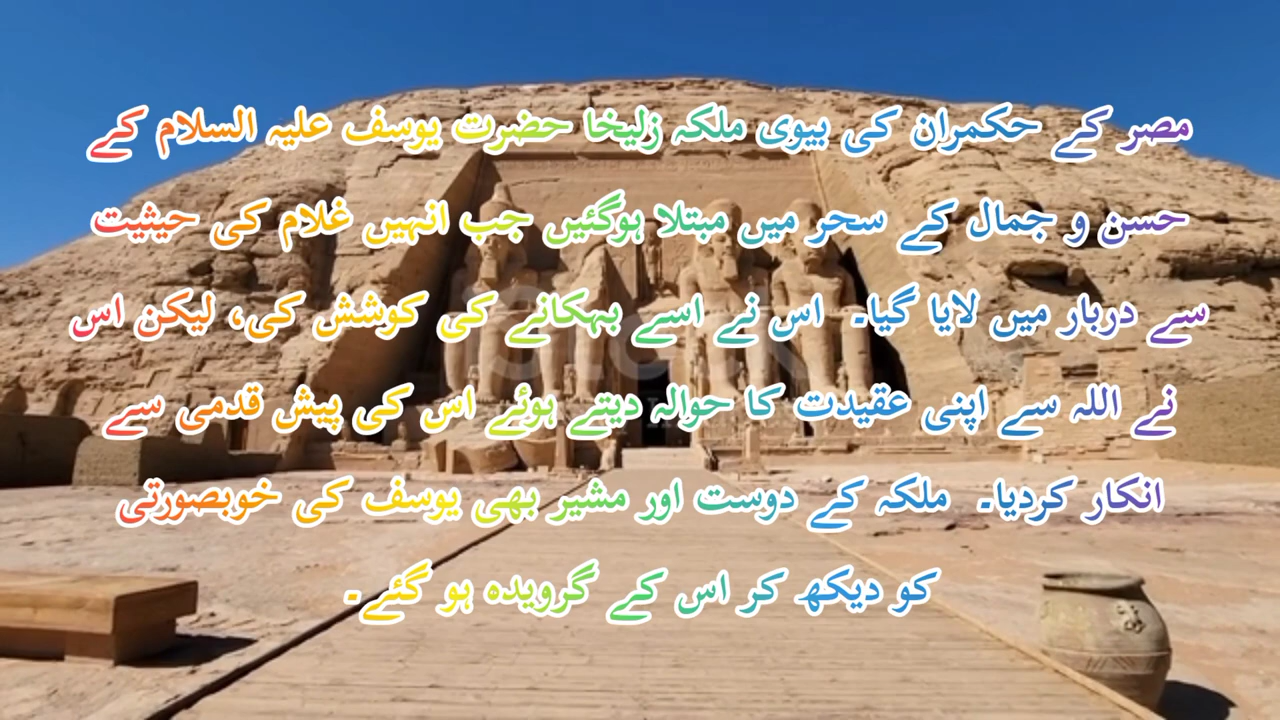 مصر کے حکمران کی بیوی ملکہ زلیخا حضرت یوسف علیہ السلام کے
حسن و جمال کے سحر میں مبتلا ہوگئیں جب انہیں غلام کی حیثیت
سے دربار میں لایا گیا۔ اس نے اسے بہکانے کی کوشش کی، لیکن اس
نے اللہ سے اپنی عقیدت کا حوالہ دیتے ہوئے اس کی پیش قدمی سے
انکار کردیا۔ ملکہ کے دوست اور مشیر بھی یوسف کی خوبصورتی
کو دیکھ کر اس کے گرویدہ ہو گئے۔